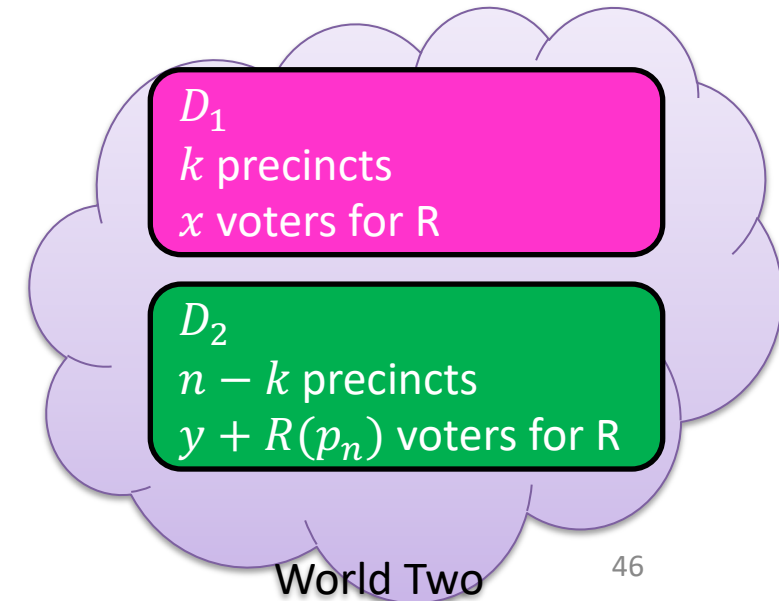 𝐷₁
𝑘 precincts
𝑥 voters for R
𝐷₂
𝑛 − 𝑘 precincts
𝑦 + 𝑅(𝑝ₙ) voters for R
World Two
46